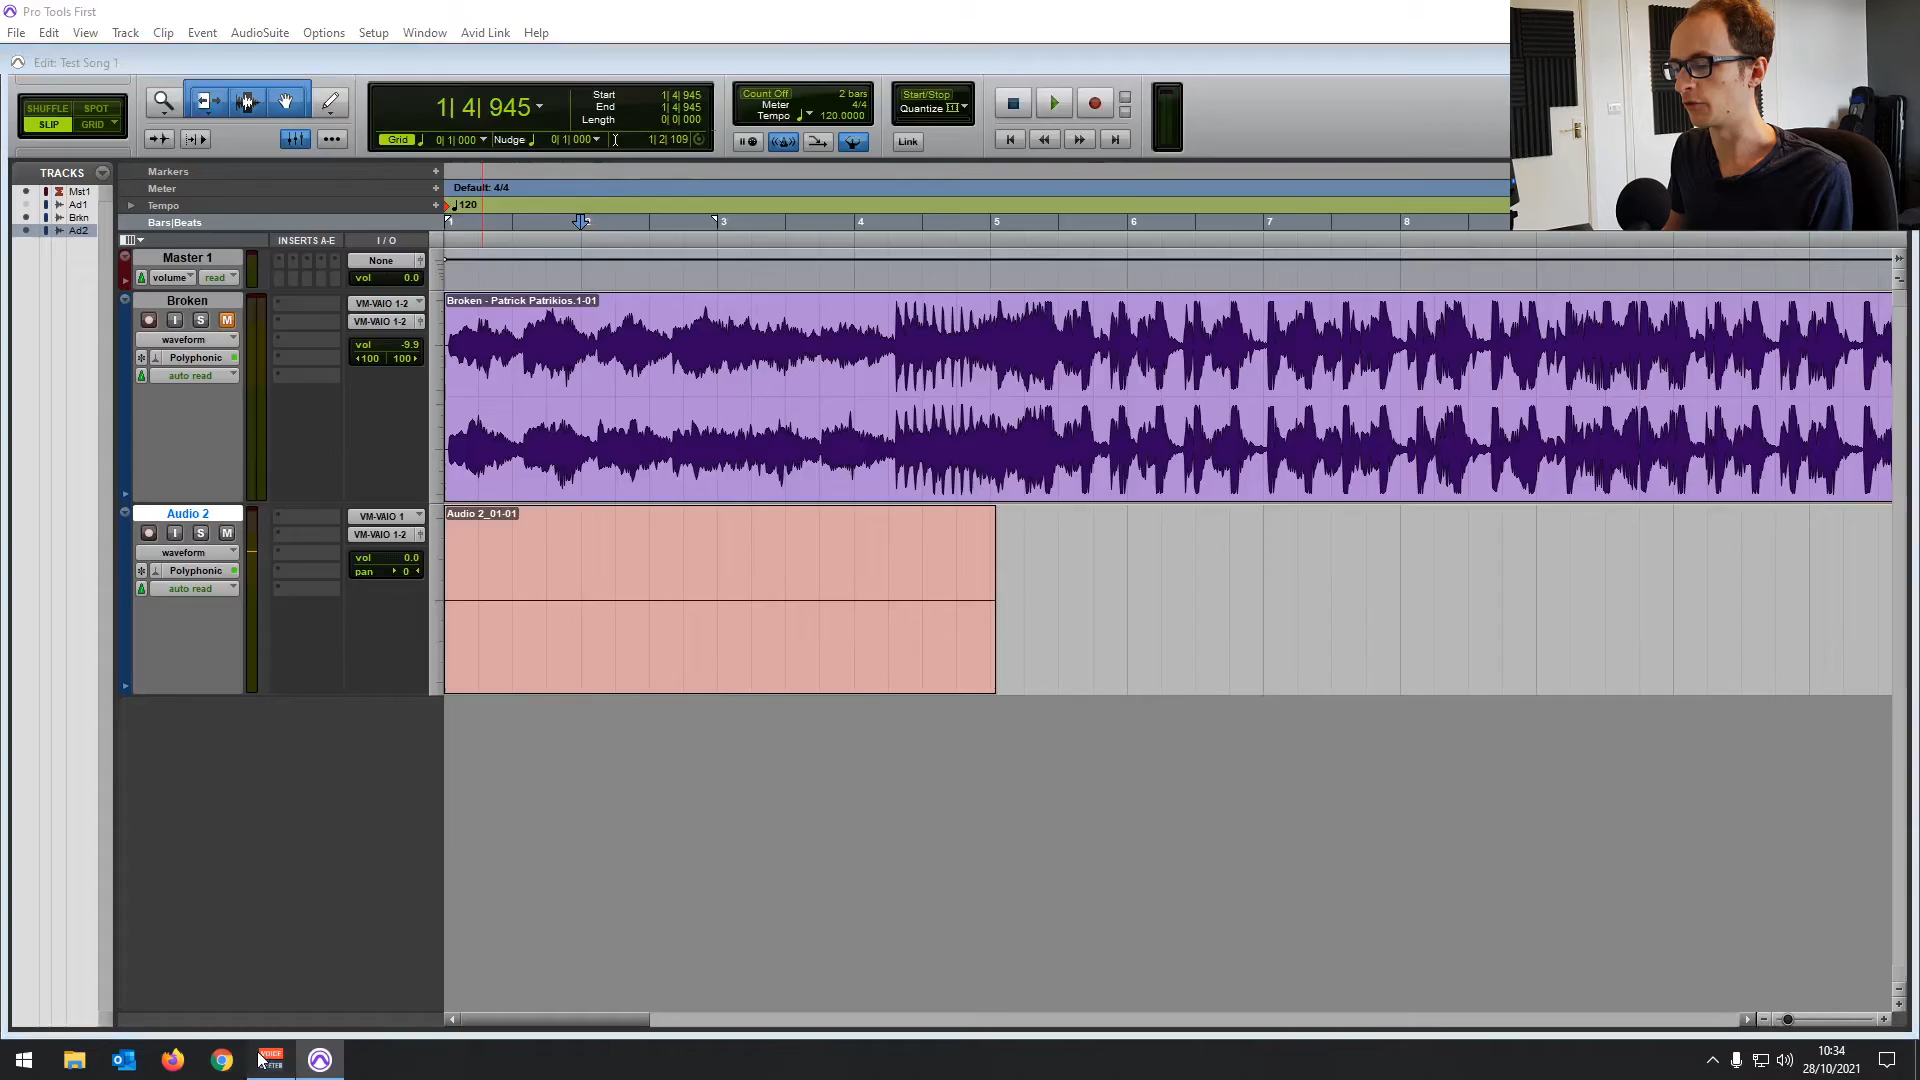 Pro Tools First
File Edit View Track Clip Event AudioSuite Options Setup Window Avid Link Help
Edit: Test Song 1
SHUFFLE SPOT
SLIP GRID
1| 4| 945
Start 1| 4| 945
End 1| 4| 945
Length 0| 0| 000
Grid 0| 1| 000 Nudge 0| 1| 000 1| 2| 109
Count Off 2 bars
Meter 4/4
Tempo 120.0000
Start/Stop
Quantize
Link
TRACKS
Mst1
Ad1
Brkn
Ad2
Markers
Meter
Default: 4/4
Tempo
120
Bars|Beats
1 2 3 4 5 6 7 8
INSERTS A-E I / O
Master 1
None
volume read
vol 0.0
Broken
I S M
waveform
Polyphonic
auto read
VM-VAIO 1-2
VM-VAIO 1-2
vol -9.9
100 100
Broken - Patrick Patrikios.1-01
Audio 2
I S M
waveform
Polyphonic
auto read
VM-VAIO 1
VM-VAIO 1-2
vol 0.0
pan 0
Audio 2_01-01
VOICE
10:34
28/10/2021